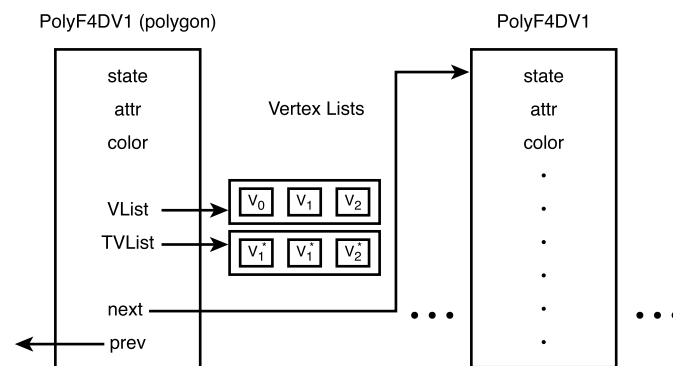 PolyF4DV1 (polygon)
PolyF4DV1
state
attr
color
Vertex Lists
state
attr
color
VList
V0 V1 V2
TVList
V1* V1* V2*
next
prev